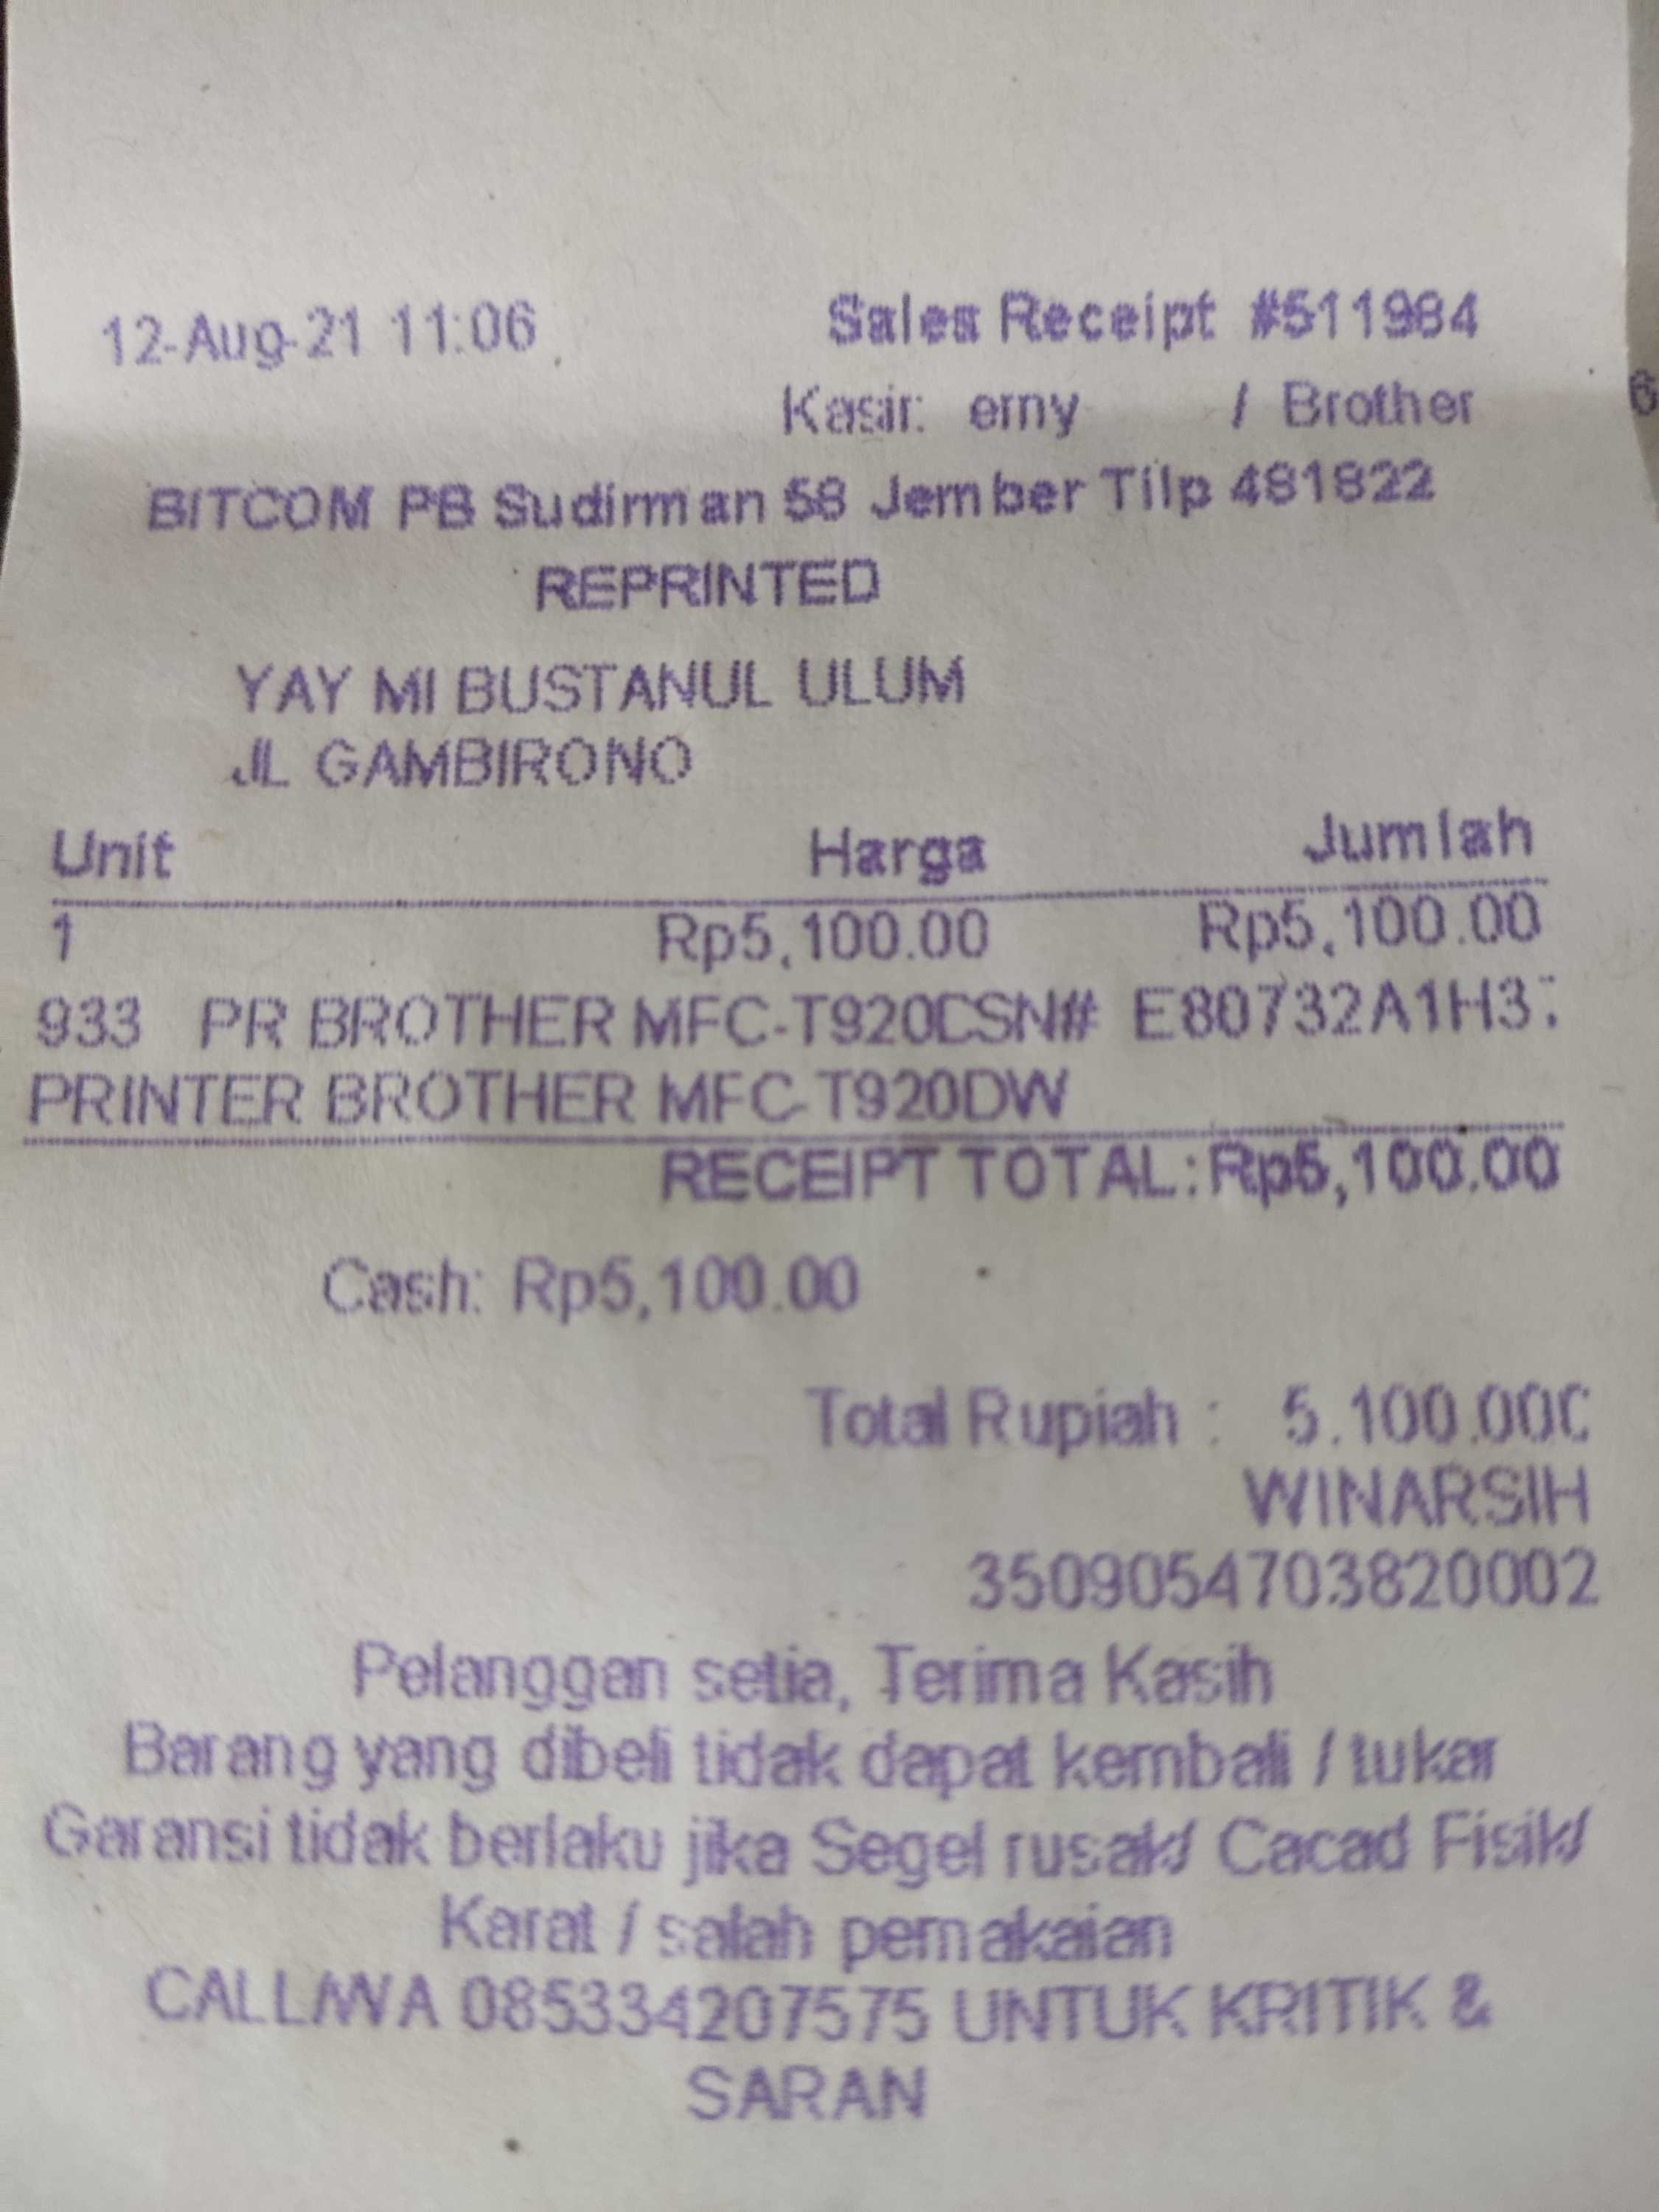 12-Aug-21 11:06 Sales Receipt #511984
Kasir: erny / Brother
BITCOM PB Sudirman 58 Jember Tilp 481822
REPRINTED
YAY MI BUSTANUL ULUM
JL GAMBIRONO
Unit Harga Jumlah
1 Rp5,100.00 Rp5,100.00
933 PR BROTHER MFC-T920DSN# E80732A1H3
PRINTER BROTHER MFC-T920DW
RECEIPT TOTAL: Rp5,100.00
Cash: Rp5,100.00
Total Rupiah : 5.100.000
WINARSIH
3509054703820002
Pelanggan setia, Terima Kasih
Barang yang dibeli tidak dapat kembali / tukar
Garansi tidak berlaku jika Segel rusak/ Cacad Fisik/
Karat / salah pemakaian
CALL/WA 085334207575 UNTUK KRITIK &
SARAN